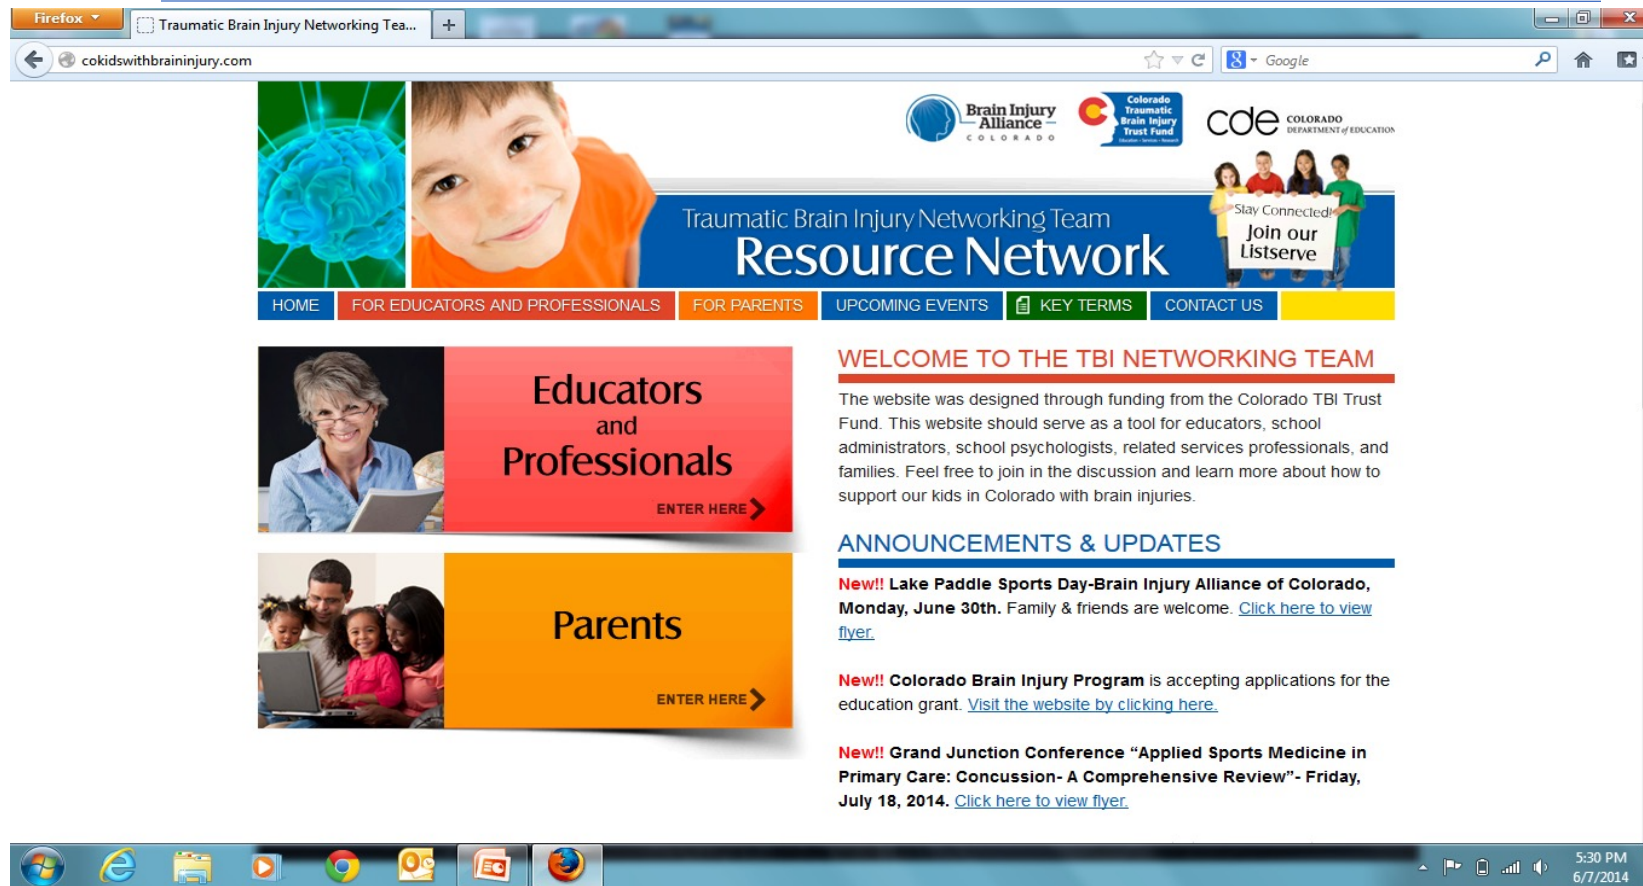 Firefox
Traumatic Brain Injury Networking Tea...
cokidswithbraininjury.com
Google
Brain Injury
Alliance
COLORADO
Colorado
Traumatic
Brain Injury
Trust Fund
Education - Services - Research
cde COLORADO
DEPARTMENT of EDUCATION
Traumatic Brain Injury Networking Team
Resource Network
Stay Connected!
Join our
Listserve
HOME FOR EDUCATORS AND PROFESSIONALS FOR PARENTS UPCOMING EVENTS KEY TERMS CONTACT US
Educators
and
Professionals
ENTER HERE
Parents
ENTER HERE
WELCOME TO THE TBI NETWORKING TEAM
The website was designed through funding from the Colorado TBI Trust
Fund. This website should serve as a tool for educators, school
administrators, school psychologists, related services professionals, and
families. Feel free to join in the discussion and learn more about how to
support our kids in Colorado with brain injuries.
ANNOUNCEMENTS & UPDATES
New!! Lake Paddle Sports Day-Brain Injury Alliance of Colorado,
Monday, June 30th. Family & friends are welcome. Click here to view
flyer.
New!! Colorado Brain Injury Program is accepting applications for the
education grant. Visit the website by clicking here.
New!! Grand Junction Conference “Applied Sports Medicine in
Primary Care: Concussion- A Comprehensive Review”- Friday,
July 18, 2014. Click here to view flyer.
5:30 PM
6/7/2014